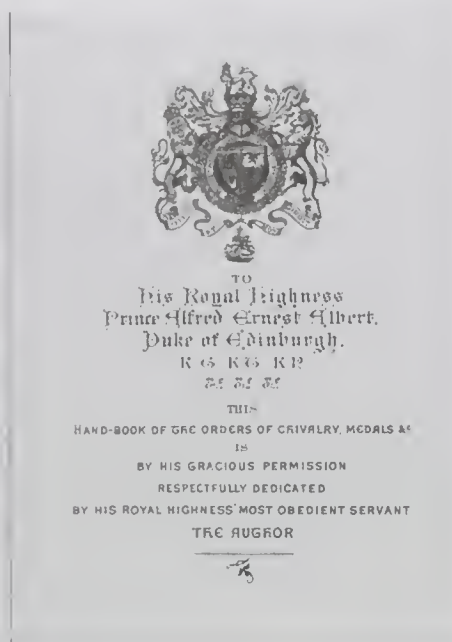 TO
His Royal Highness
Prince Alfred Ernest Albert,
Duke of Edinburgh,
K G K T K P
&c &c &c
THIS
HAND-BOOK OF THE ORDERS OF CHIVALRY, MEDALS &c
IS
BY HIS GRACIOUS PERMISSION
RESPECTFULLY DEDICATED
BY HIS ROYAL HIGHNESS' MOST OBEDIENT SERVANT
THE AUTHOR